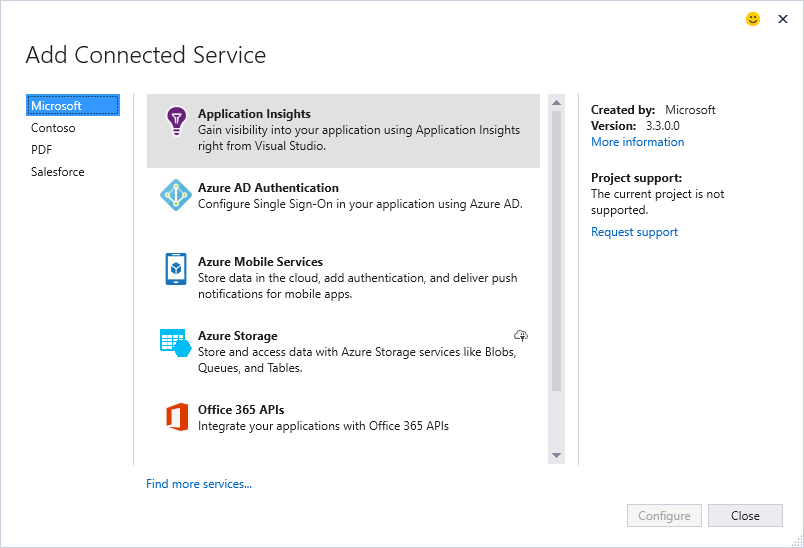 Add Connected Service
Microsoft
Contoso
PDF
Salesforce
Application Insights
Gain visibility into your application using Application Insights
right from Visual Studio.
Azure AD Authentication
Configure Single Sign-On in your application using Azure AD.
Azure Mobile Services
Store data in the cloud, add authentication, and deliver push
notifications for mobile apps.
Azure Storage
Store and access data with Azure Storage services like Blobs,
Queues, and Tables.
Office 365 APIs
Integrate your applications with Office 365 APIs
Find more services...
Created by: Microsoft
Version: 3.3.0.0
More information
Project support:
The current project is not
supported.
Request support
Configure
Close